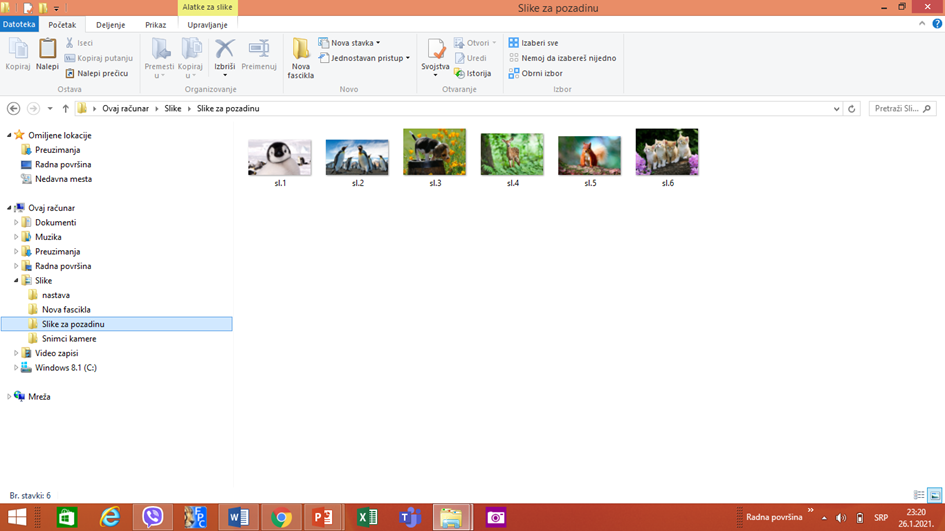 Alatke za slike
Slike za pozadinu
Datoteka Početak Deljenje Prikaz Upravljanje
Kopiraj
Nalepi
Iseci
Kopiraj putanju
Nalepi prečicu
Ostava
Premesti u
Kopiraj u
Izbriši
Preimenuj
Organizovanje
Nova fascikla
Nova stavka
Jednostavan pristup
Novo
Svojstva
Otvori
Uredi
Istorija
Otvaranje
Izaberi sve
Nemoj da izabereš nijedno
Obrni izbor
Izbor
Ovaj računar Slike Slike za pozadinu
Pretraži Sli...
Omiljene lokacije
Preuzimanja
Radna površina
Nedavna mesta
Ovaj računar
Dokumenti
Muzika
Preuzimanja
Radna površina
Slike
nastava
Nova fascikla
Slike za pozadinu
Snimci kamere
Video zapisi
Windows 8.1 (C:)
Mreža
sl.1 sl.2 sl.3 sl.4 sl.5 sl.6
Br. stavki: 6
Radna površina
SRP
23:20
26.1.2021.